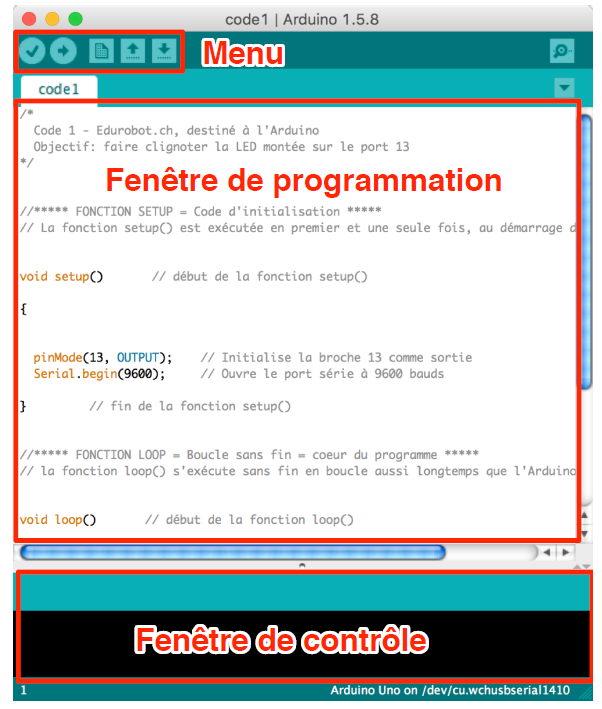 code1 | Arduino 1.5.8
Menu
code1
/*
Code 1 - Edurobot.ch, destiné à l'Arduino
Objectif: faire clignoter la LED montée sur le port 13
*/
Fenêtre de programmation
//***** FONCTION SETUP = Code d'initialisation *****
// La fonction setup() est exécutée en premier et une seule fois, au démarrage d
void setup() // début de la fonction setup()
{
pinMode(13, OUTPUT); // Initialise la broche 13 comme sortie
Serial.begin(9600); // Ouvre le port série à 9600 bauds
} // fin de la fonction setup()
//***** FONCTION LOOP = Boucle sans fin = coeur du programme *****
// la fonction loop() s'exécute sans fin en boucle aussi longtemps que l'Arduino
void loop() // début de la fonction loop()
Fenêtre de contrôle
1 Arduino Uno on /dev/cu.wchusbserial1410